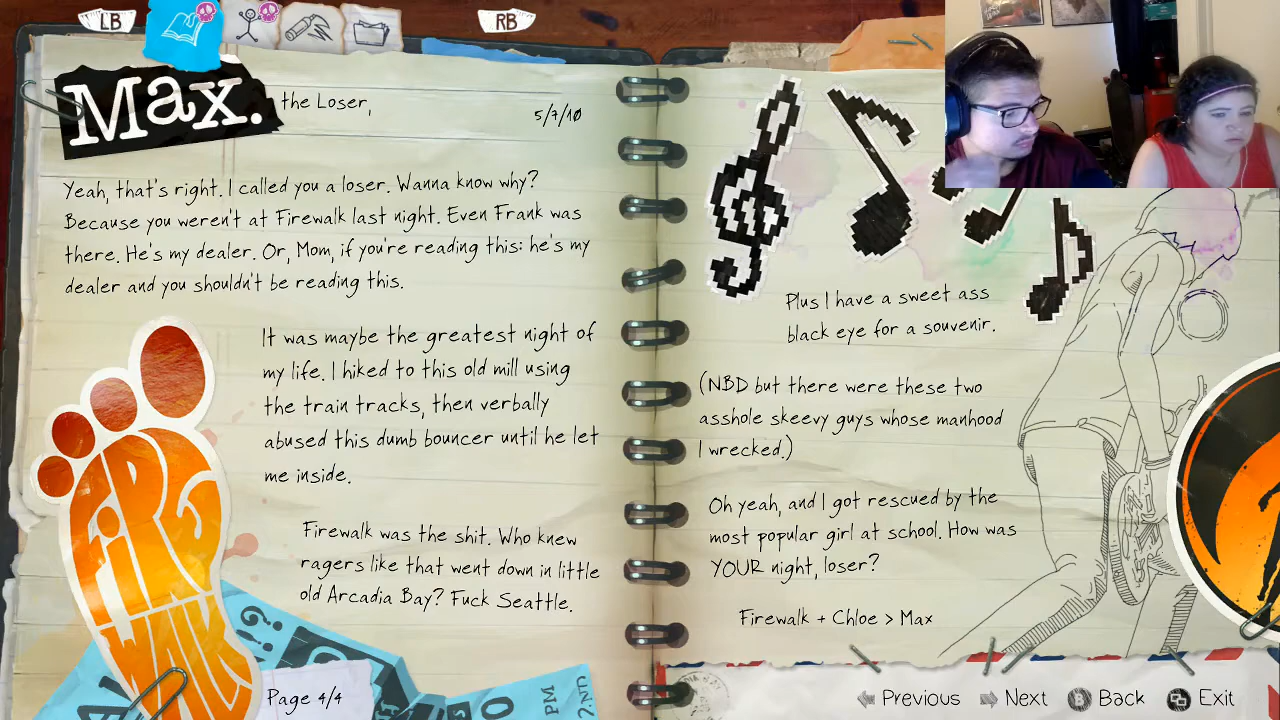 LB
RB
Max.
the Loser,
5/7/10
Yeah, that's right. I called you a loser. Wanna know why?
Because you weren't at Firewalk last night. Even Frank was
there. He's my dealer. Or, Mom, if you're reading this: he's my
dealer and you shouldn't be reading this.
It was maybe the greatest night of
my life. I hiked to this old mill using
the train tracks, then verbally
abused this dumb bouncer until he let
me inside.
Firewalk was the shit. Who knew
ragers like that went down in little
old Arcadia Bay? Fuck Seattle.
FIRE
WALK
PM
2.ND
Page 4/4
Plus I have a sweet ass
black eye for a souvenir.
(NBD but there were these two
asshole skeevy guys whose manhood
I wrecked.)
Oh yeah, and I got rescued by the
most popular girl at school. How was
YOUR night, loser?
Firewalk + Chloe > Max
Previous
Next
B
Back
Exit